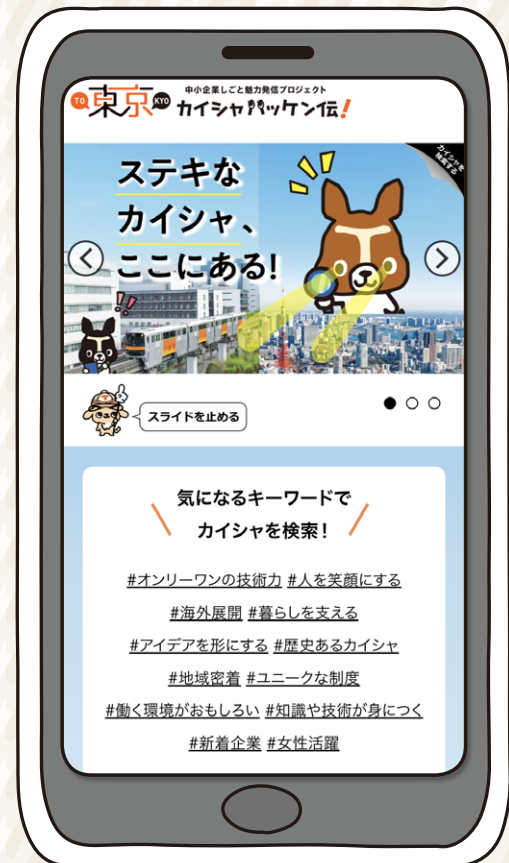 中小企業しごと魅力発信プロジェクト
TO東京KYO カイシャハッケン伝!
カイシャを
検索する
ステキな
カイシャ、
ここにある!
スライドを止める
気になるキーワードで
カイシャを検索!
#オンリーワンの技術力 #人を笑顔にする
#海外展開 #暮らしを支える
#アイデアを形にする #歴史あるカイシャ
#地域密着 #ユニークな制度
#働く環境がおもしろい #知識や技術が身につく
#新着企業 #女性活躍